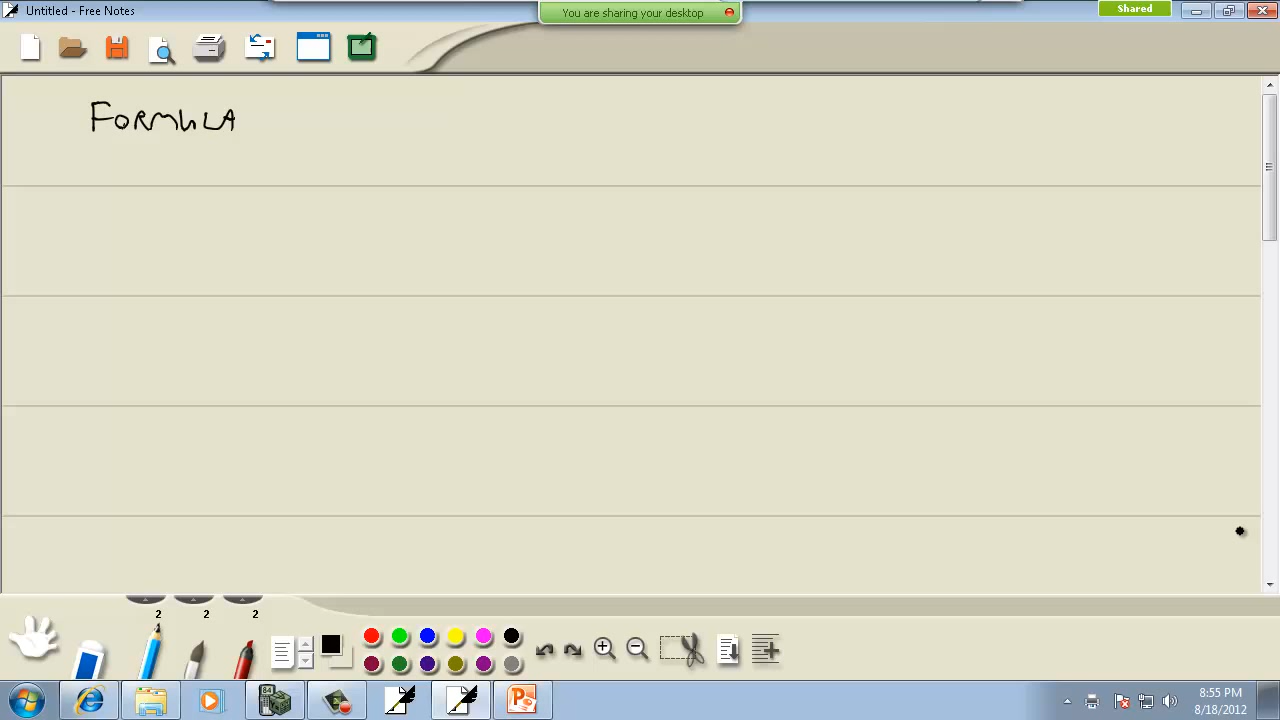 Untitled - Free Notes
You are sharing your desktop
Shared
FORMULA
2 2 2
84
8:55 PM
8/18/2012